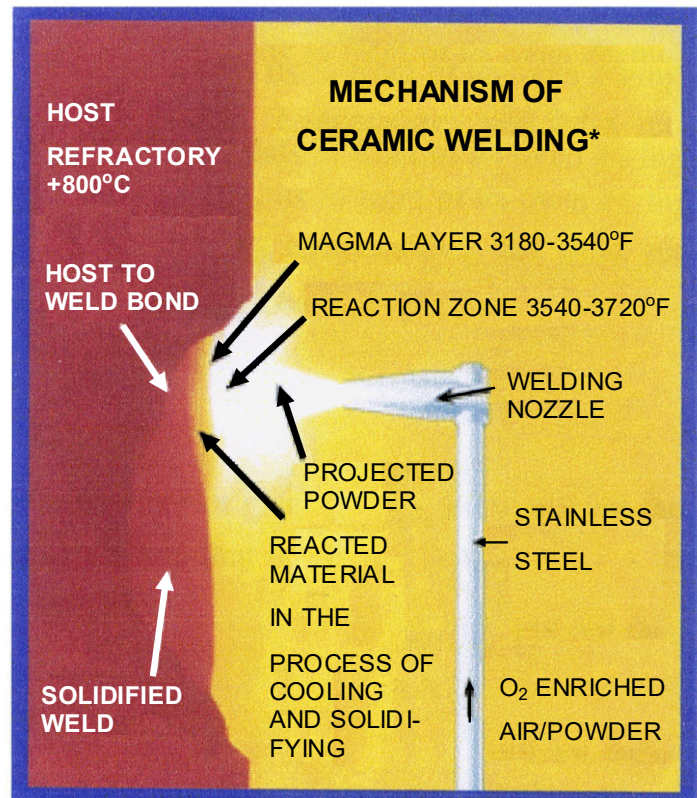 MECHANISM OF
CERAMIC WELDING*
HOST
REFRACTORY
+800°C
MAGMA LAYER 3180-3540°F
HOST TO
WELD BOND
REACTION ZONE 3540-3720°F
WELDING
NOZZLE
PROJECTED
POWDER
STAINLESS
STEEL
REACTED
MATERIAL
IN THE
PROCESS OF
COOLING
AND SOLIDI-
FYING
SOLIDIFIED
WELD
O₂ ENRICHED
AIR/POWDER